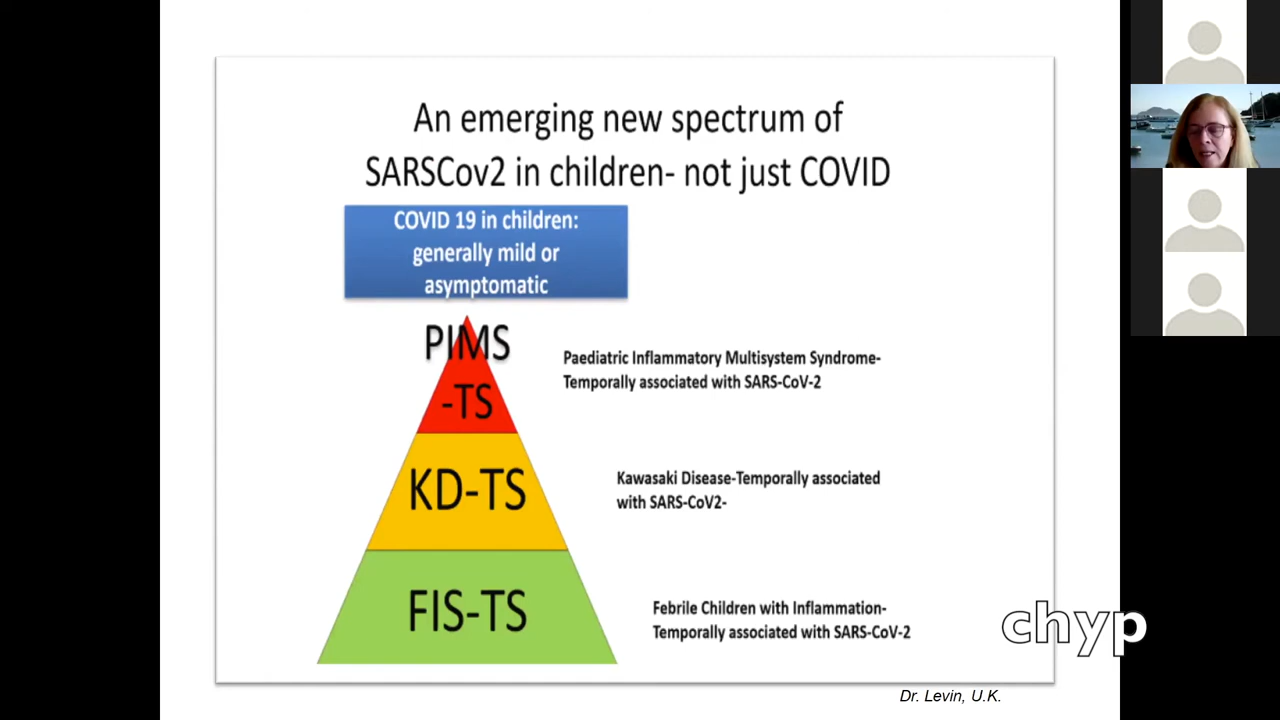 An emerging new spectrum of
SARSCov2 in children- not just COVID
COVID 19 in children:
generally mild or
asymptomatic
PIMS
-TS
Paediatric Inflammatory Multisystem Syndrome-
Temporally associated with SARS-CoV-2
KD-TS
Kawasaki Disease-Temporally associated
with SARS-CoV2-
FIS-TS
Febrile Children with Inflammation-
Temporally associated with SARS-CoV-2
chyp
Dr. Levin, U.K.